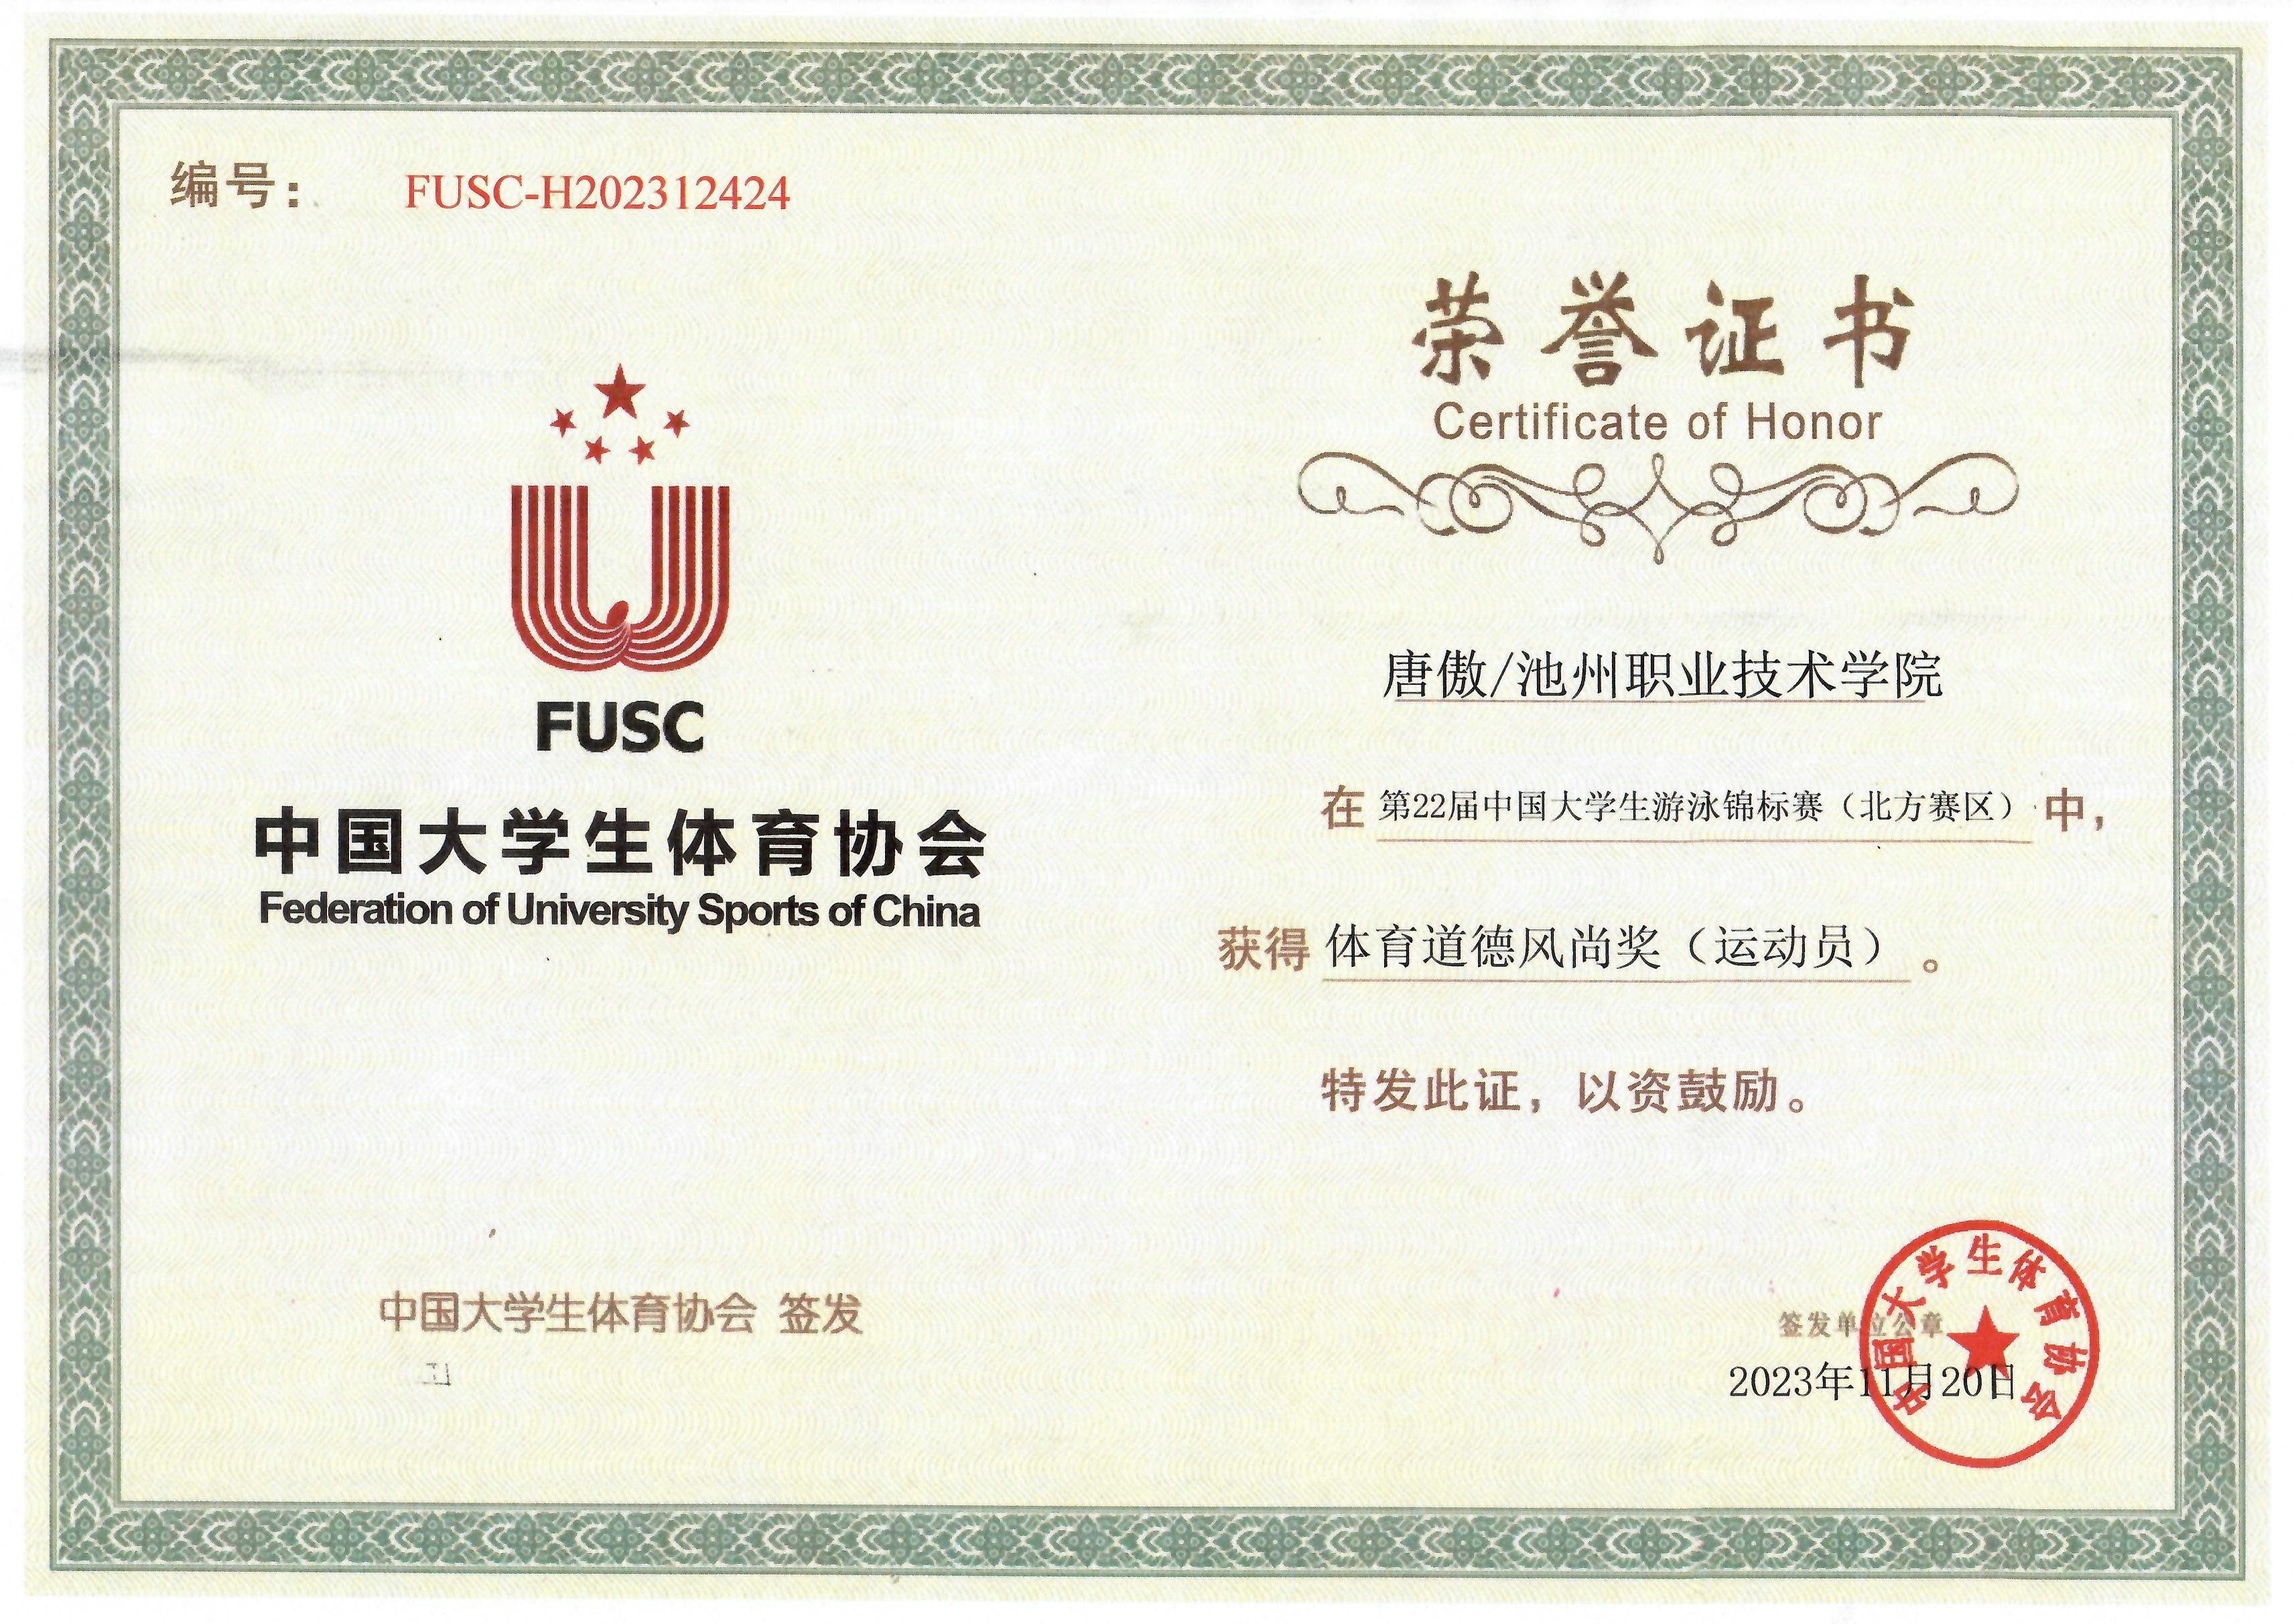 编号： FUSC-H202312424
FUSC
中国大学生体育协会
Federation of University Sports of China
中国大学生体育协会 签发
荣誉证书
Certificate of Honor
唐傲/池州职业技术学院
在 第22届中国大学生游泳锦标赛（北方赛区） 中，
获得 体育道德风尚奖（运动员） 。
特发此证，以资鼓励。
签发单位公章
2023年11月20日
中国大学生体育协会